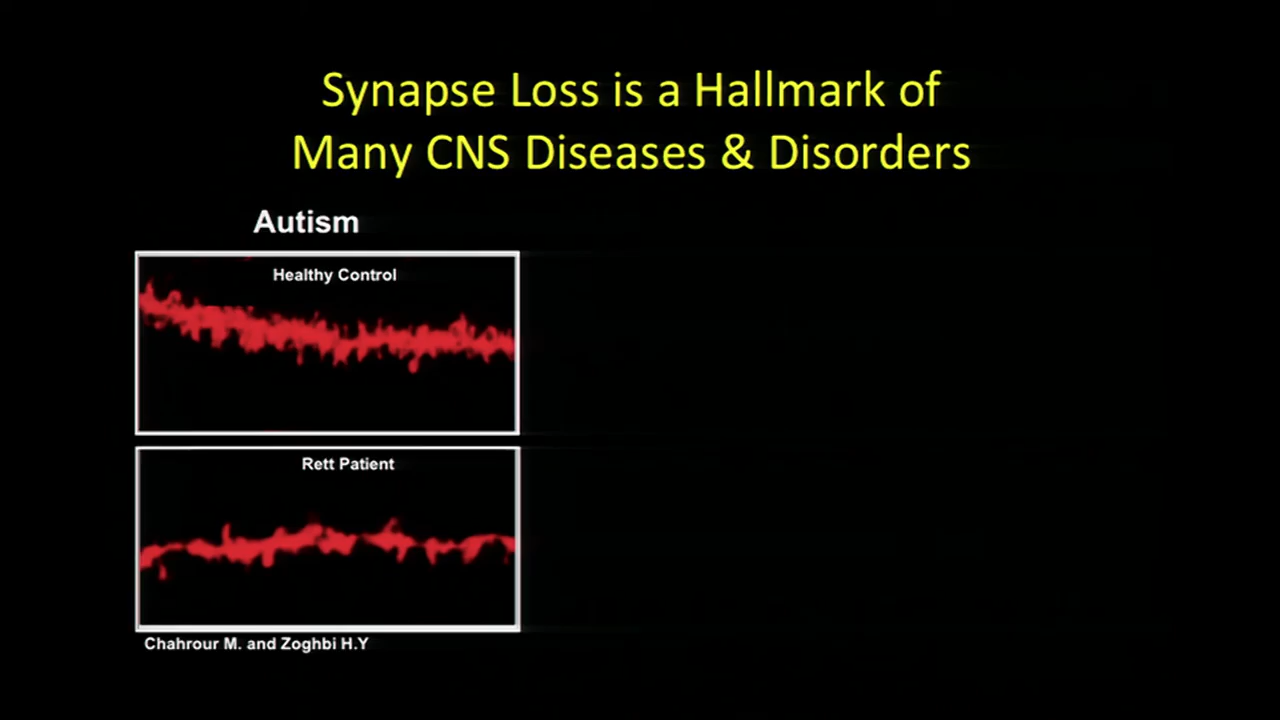 Synapse Loss is a Hallmark of
Many CNS Diseases & Disorders
Autism
Healthy Control
Rett Patient
Chahrour M. and Zoghbi H.Y